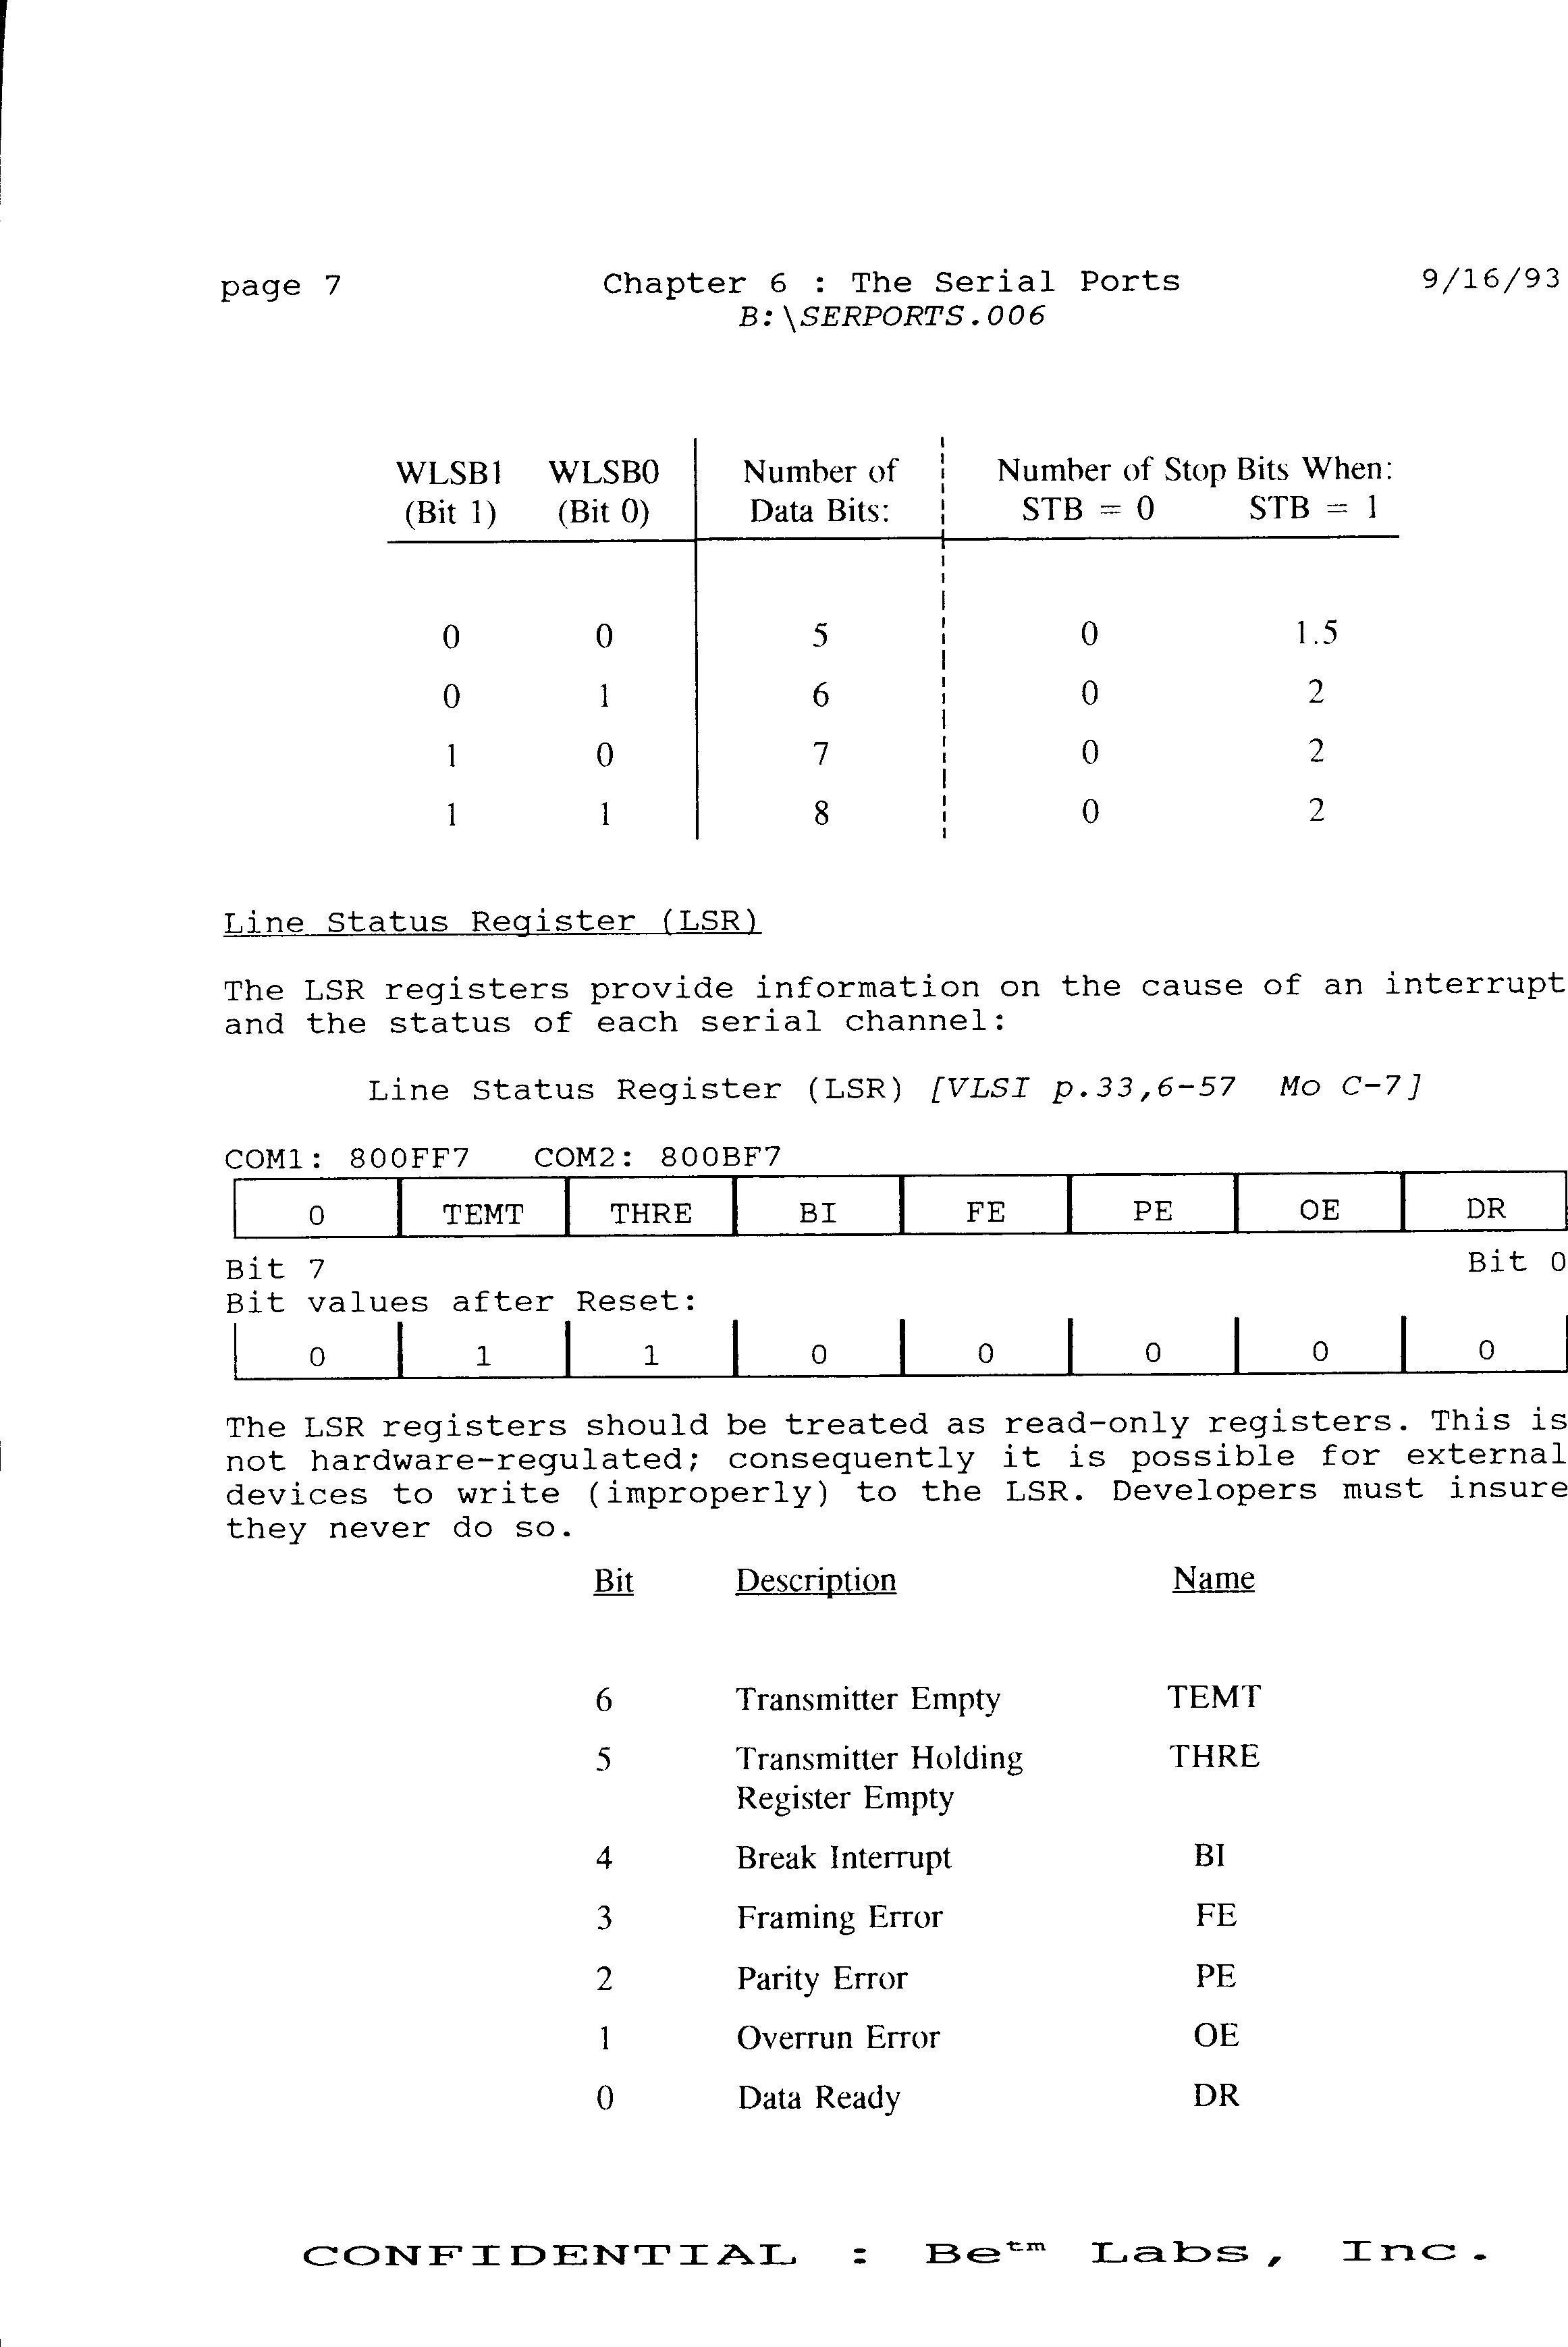 page 7 Chapter 6 : The Serial Ports 9/16/93
B:\SERPORTS.006
WLSB1 WLSB0 Number of Number of Stop Bits When:
(Bit 1) (Bit 0) Data Bits: STB = 0 STB = 1
0 0 5 0 1.5
0 1 6 0 2
1 0 7 0 2
1 1 8 0 2
Line Status Register (LSR)
The LSR registers provide information on the cause of an interrupt
and the status of each serial channel:
Line Status Register (LSR) [VLSI p.33,6-57 Mo C-7]
COM1: 800FF7 COM2: 800BF7
0 TEMT THRE BI FE PE OE DR
Bit 7 Bit 0
Bit values after Reset:
0 1 1 0 0 0 0 0
The LSR registers should be treated as read-only registers. This is
not hardware-regulated; consequently it is possible for external
devices to write (improperly) to the LSR. Developers must insure
they never do so.
Bit Description Name
6 Transmitter Empty TEMT
5 Transmitter Holding THRE
Register Empty
4 Break Interrupt BI
3 Framing Error FE
2 Parity Error PE
1 Overrun Error OE
0 Data Ready DR
CONFIDENTIAL : Be™ Labs, Inc.